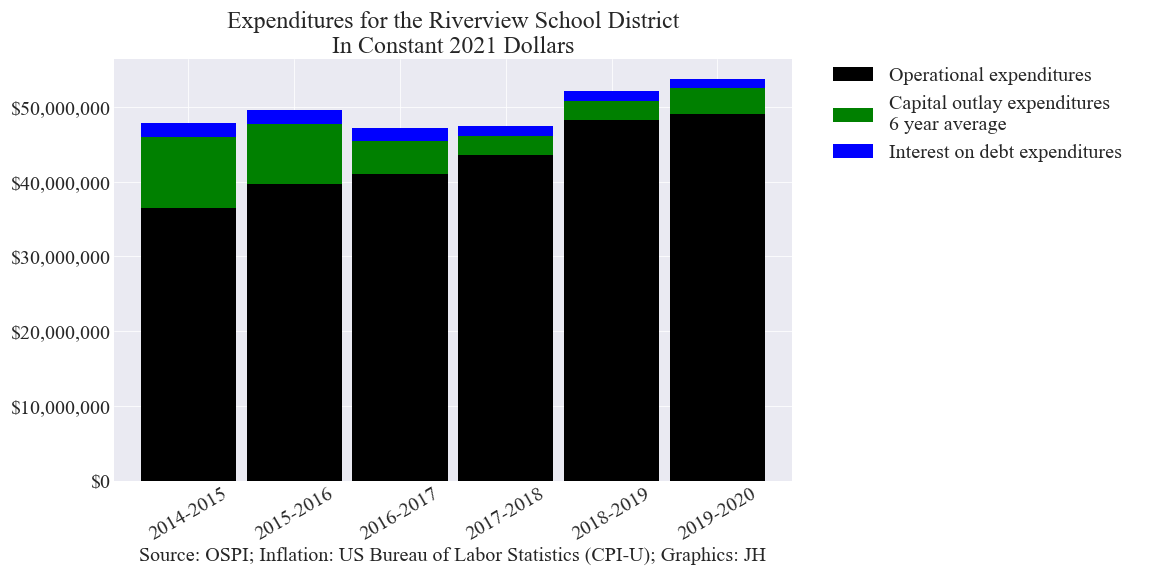 Expenditures for the Riverview School District
In Constant 2021 Dollars
$50,000,000
$40,000,000
$30,000,000
$20,000,000
$10,000,000
$0
2014-2015
2015-2016
2016-2017
2017-2018
2018-2019
2019-2020
Source: OSPI; Inflation: US Bureau of Labor Statistics (CPI-U); Graphics: JH
Operational expenditures
Capital outlay expenditures
6 year average
Interest on debt expenditures